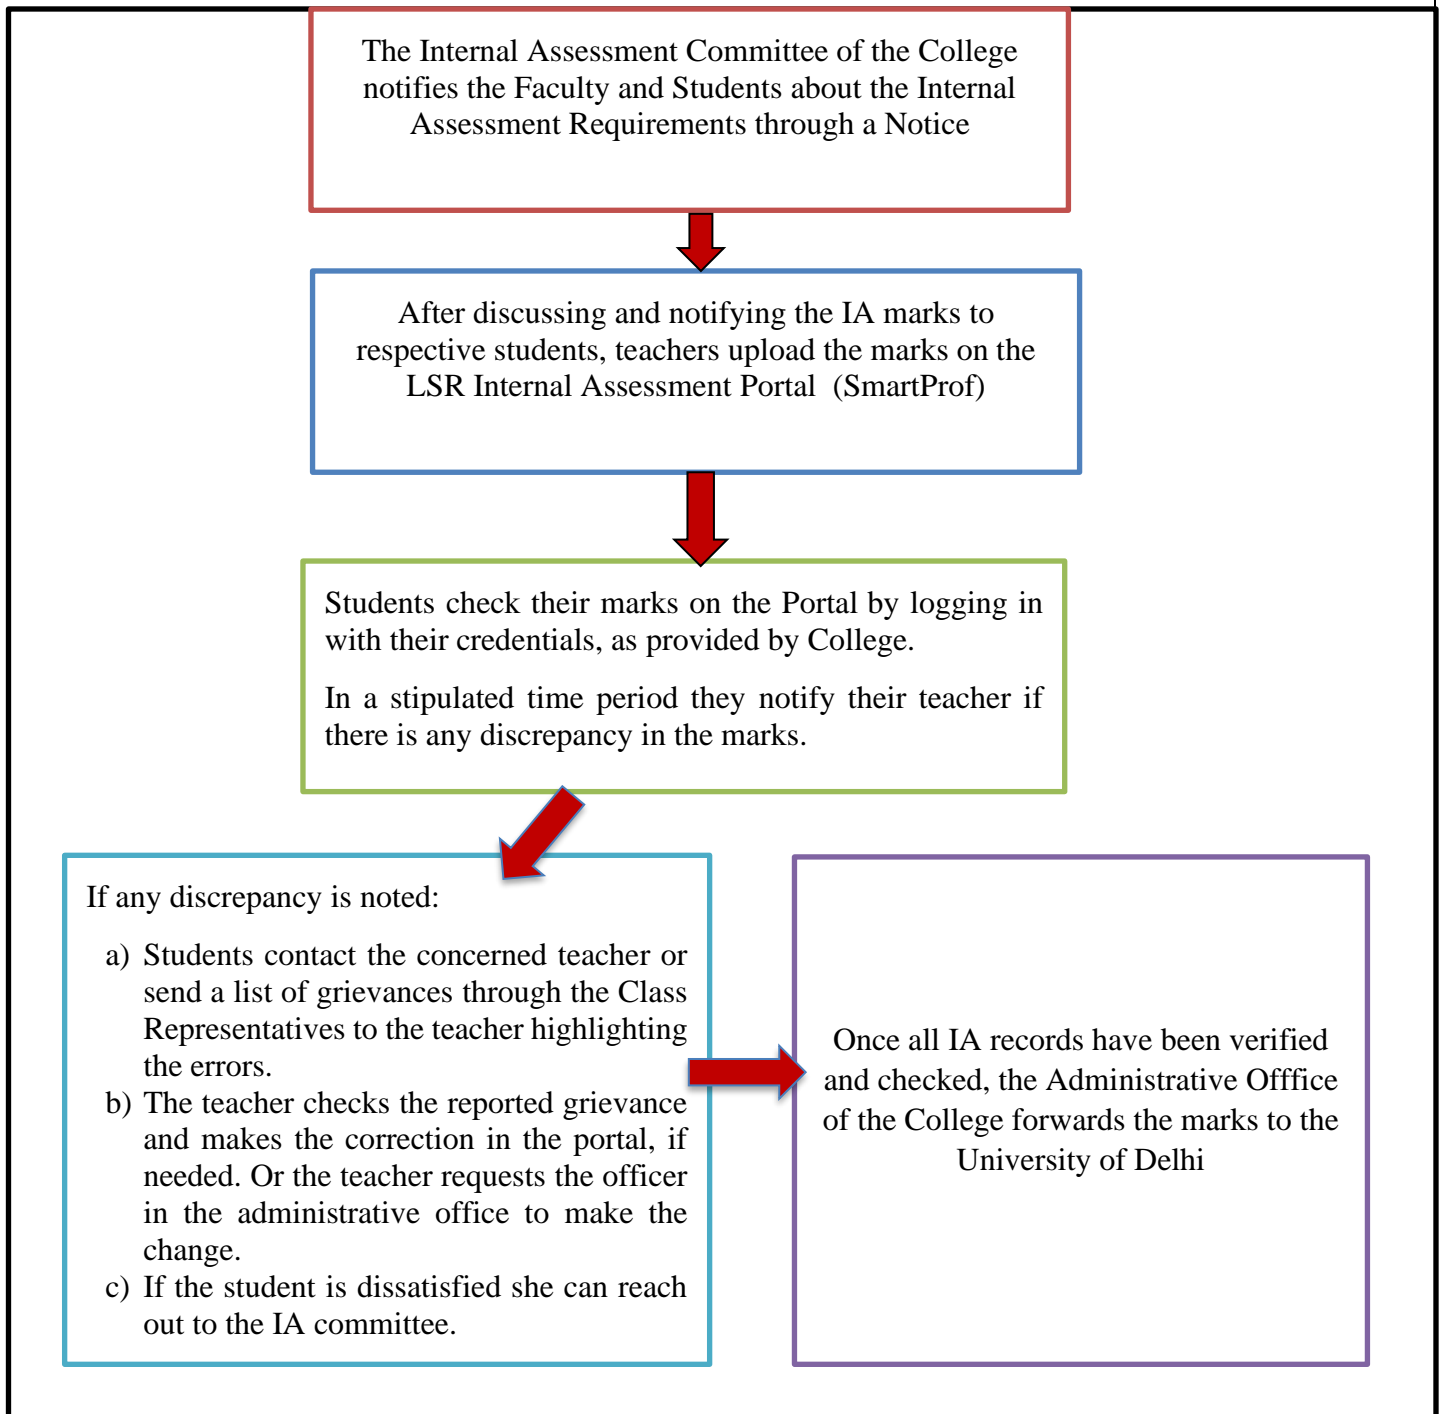 The Internal Assessment Committee of the College
notifies the Faculty and Students about the Internal
Assessment Requirements through a Notice
After discussing and notifying the IA marks to
respective students, teachers upload the marks on the
LSR Internal Assessment Portal  (SmartProf)
Students check their marks on the Portal by logging in
with their credentials, as provided by College.
In a stipulated time period they notify their teacher if
there is any discrepancy in the marks.
If any discrepancy is noted:
a) Students contact the concerned teacher or
send a list of grievances through the Class
Representatives to the teacher highlighting
the errors.
b) The teacher checks the reported grievance
and makes the correction in the portal, if
needed. Or the teacher requests the officer
in the administrative office to make the
change.
c) If the student is dissatisfied she can reach
out to the IA committee.
Once all IA records have been verified
and checked, the Administrative Offfice
of the College forwards the marks to the
University of Delhi